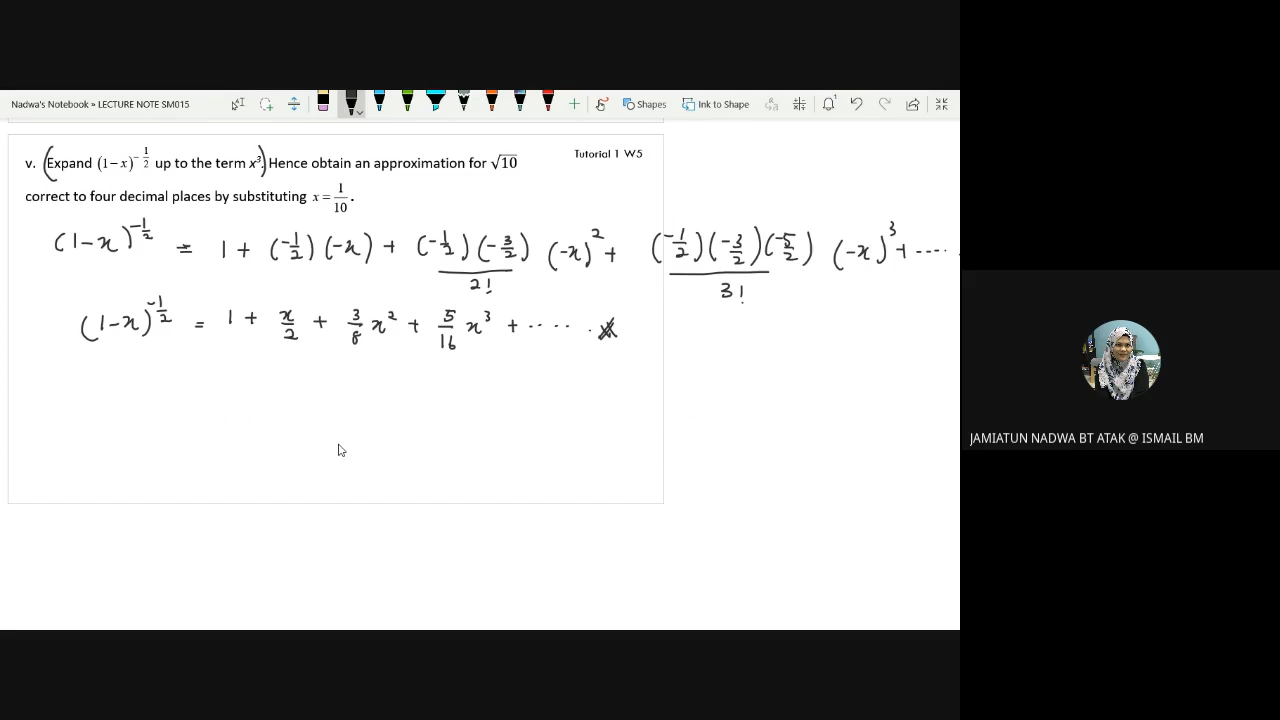 Nadwa's Notebook » LECTURE NOTE SM015
Shapes
Ink to Shape
v. (Expand (1−x)^{-1/2} up to the term x³.) Hence obtain an approximation for √10
Tutorial 1 W5
correct to four decimal places by substituting x = 1/10.
(1−x)^{-1/2} = 1 + (-1/2)(-x) + (-1/2)(-3/2)/2! (-x)² + (-1/2)(-3/2)(-5/2)/3! (-x)³ + ....
(1−x)^{-1/2} = 1 + x/2 + 3/8 x² + 5/16 x³ + .....
JAMIATUN NADWA BT ATAK @ ISMAIL BM